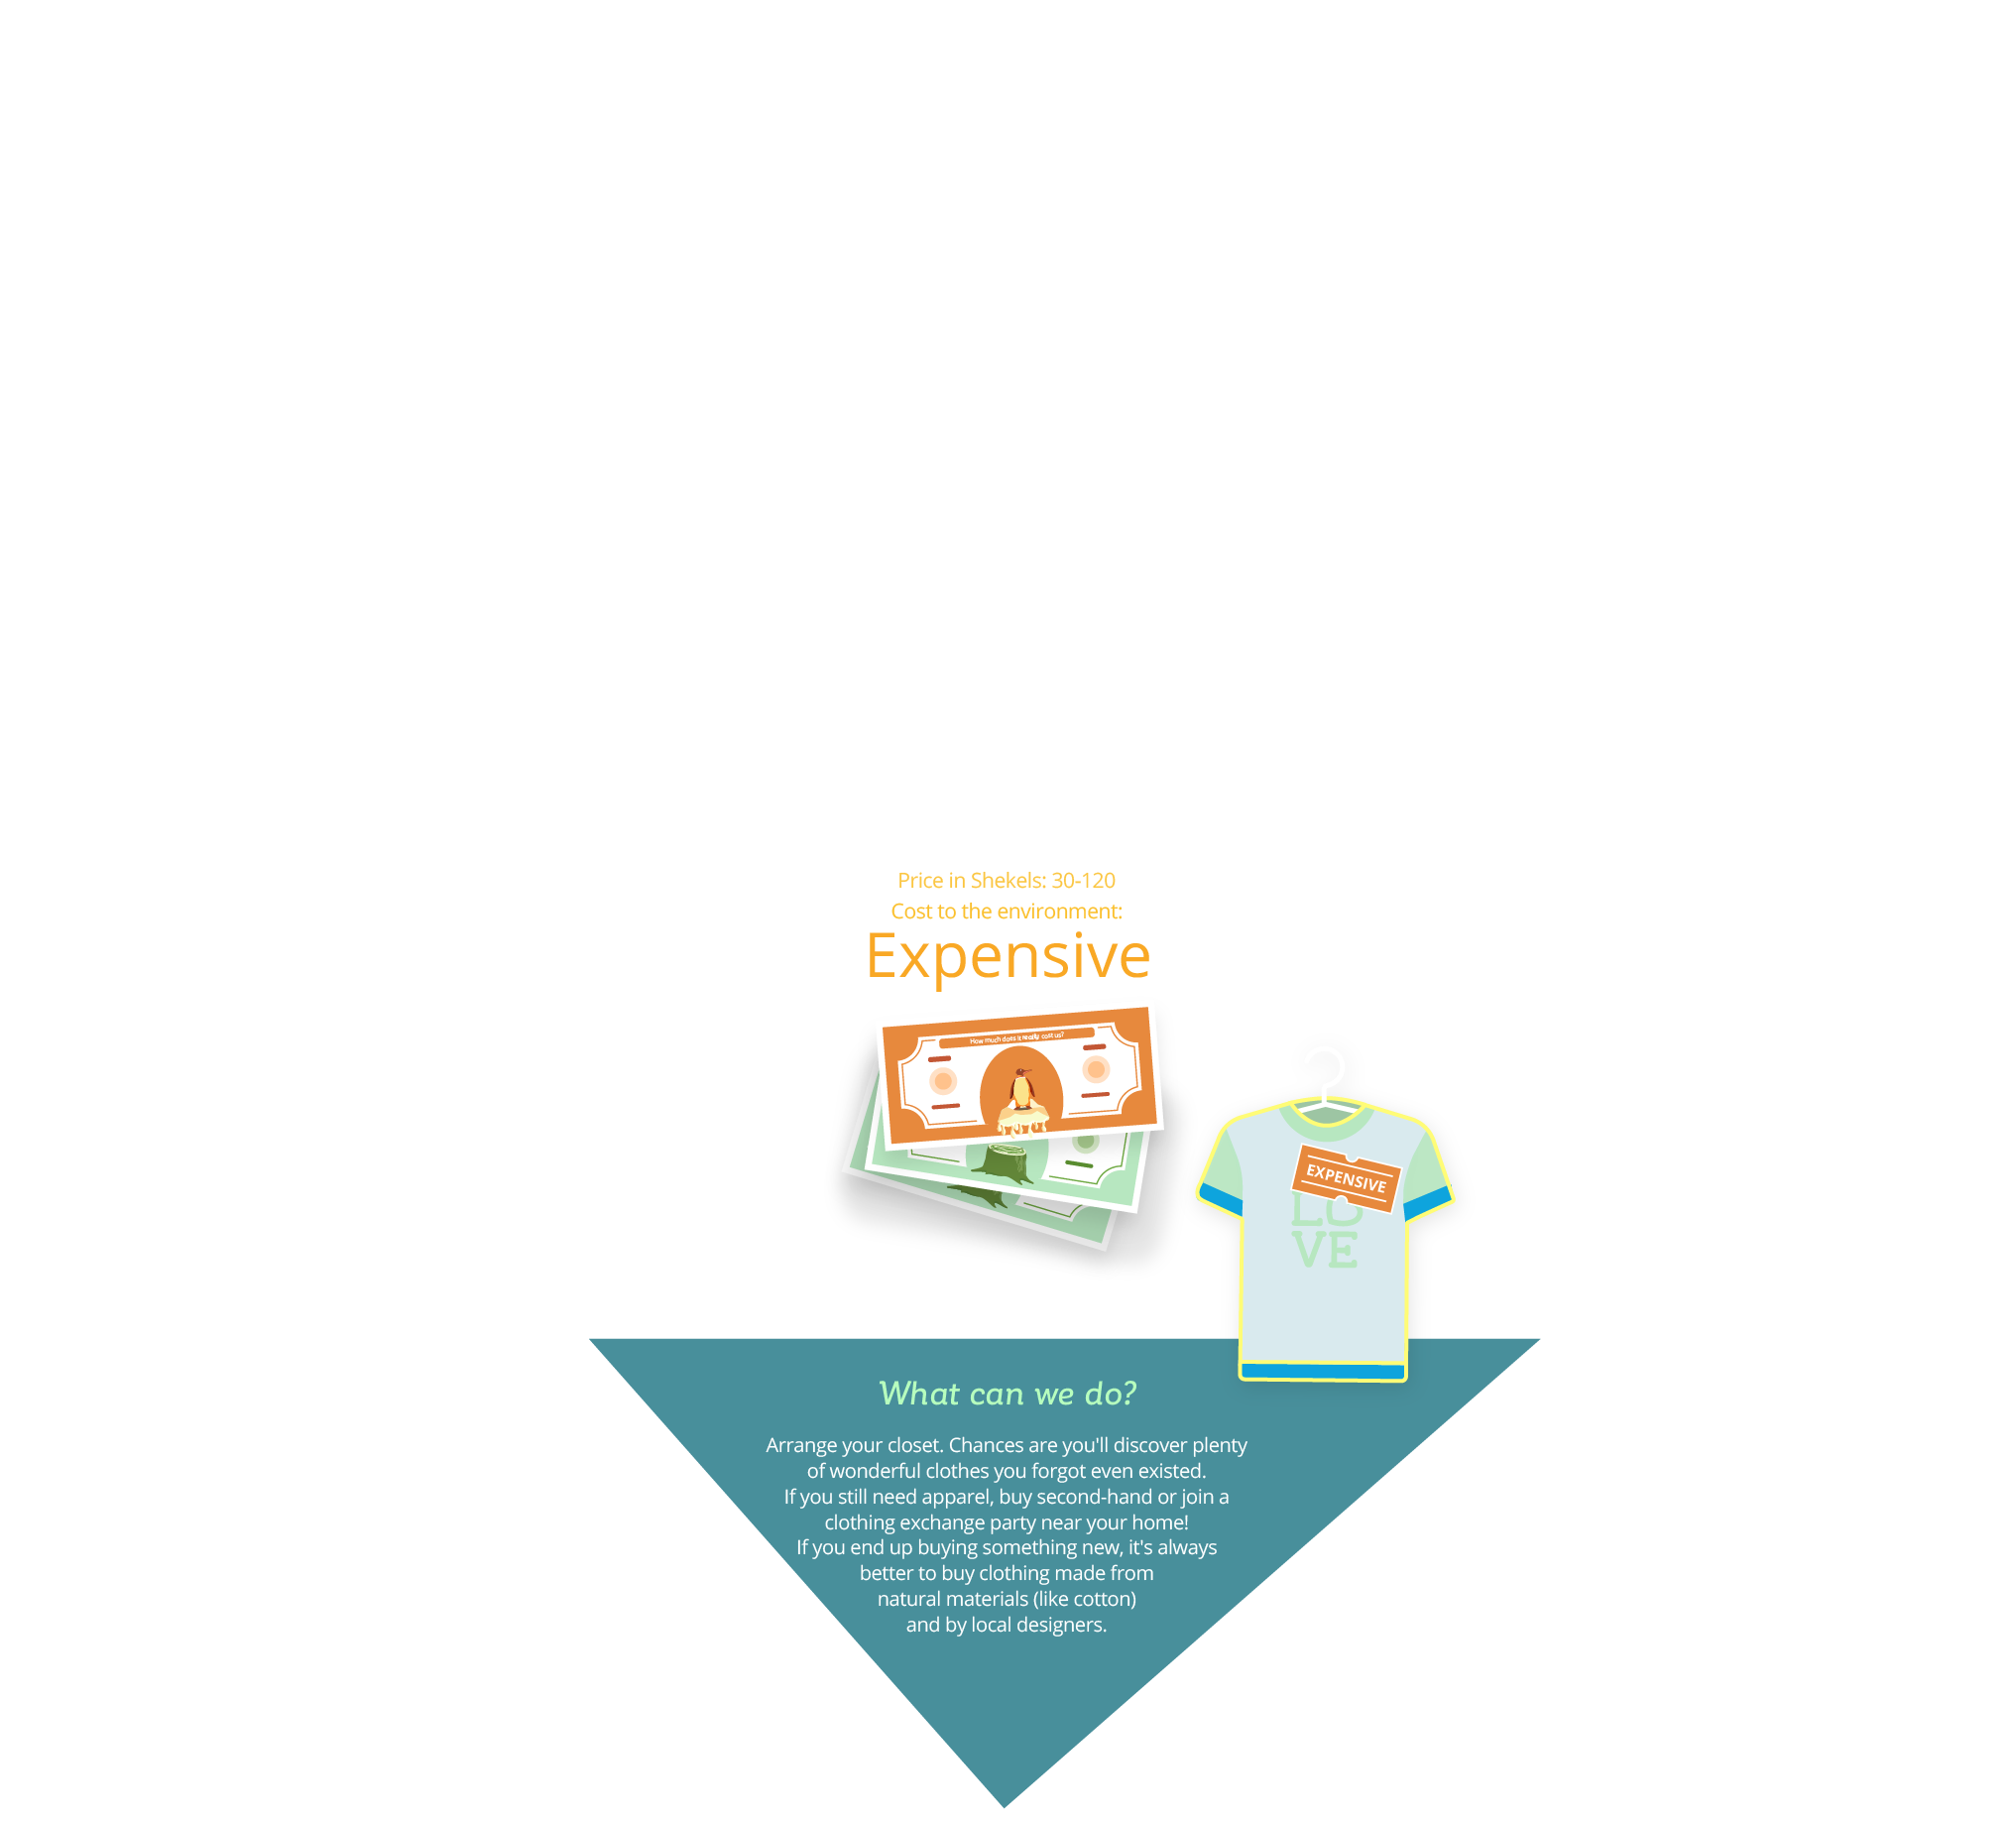 Price in Shekels: 30-120
Cost to the environment:
Expensive
How much does it really cost us?
EXPENSIVE
LO
VE
What can we do?
Arrange your closet. Chances are you'll discover plenty
of wonderful clothes you forgot even existed.
If you still need apparel, buy second-hand or join a
clothing exchange party near your home!
If you end up buying something new, it's always
better to buy clothing made from
natural materials (like cotton)
and by local designers.